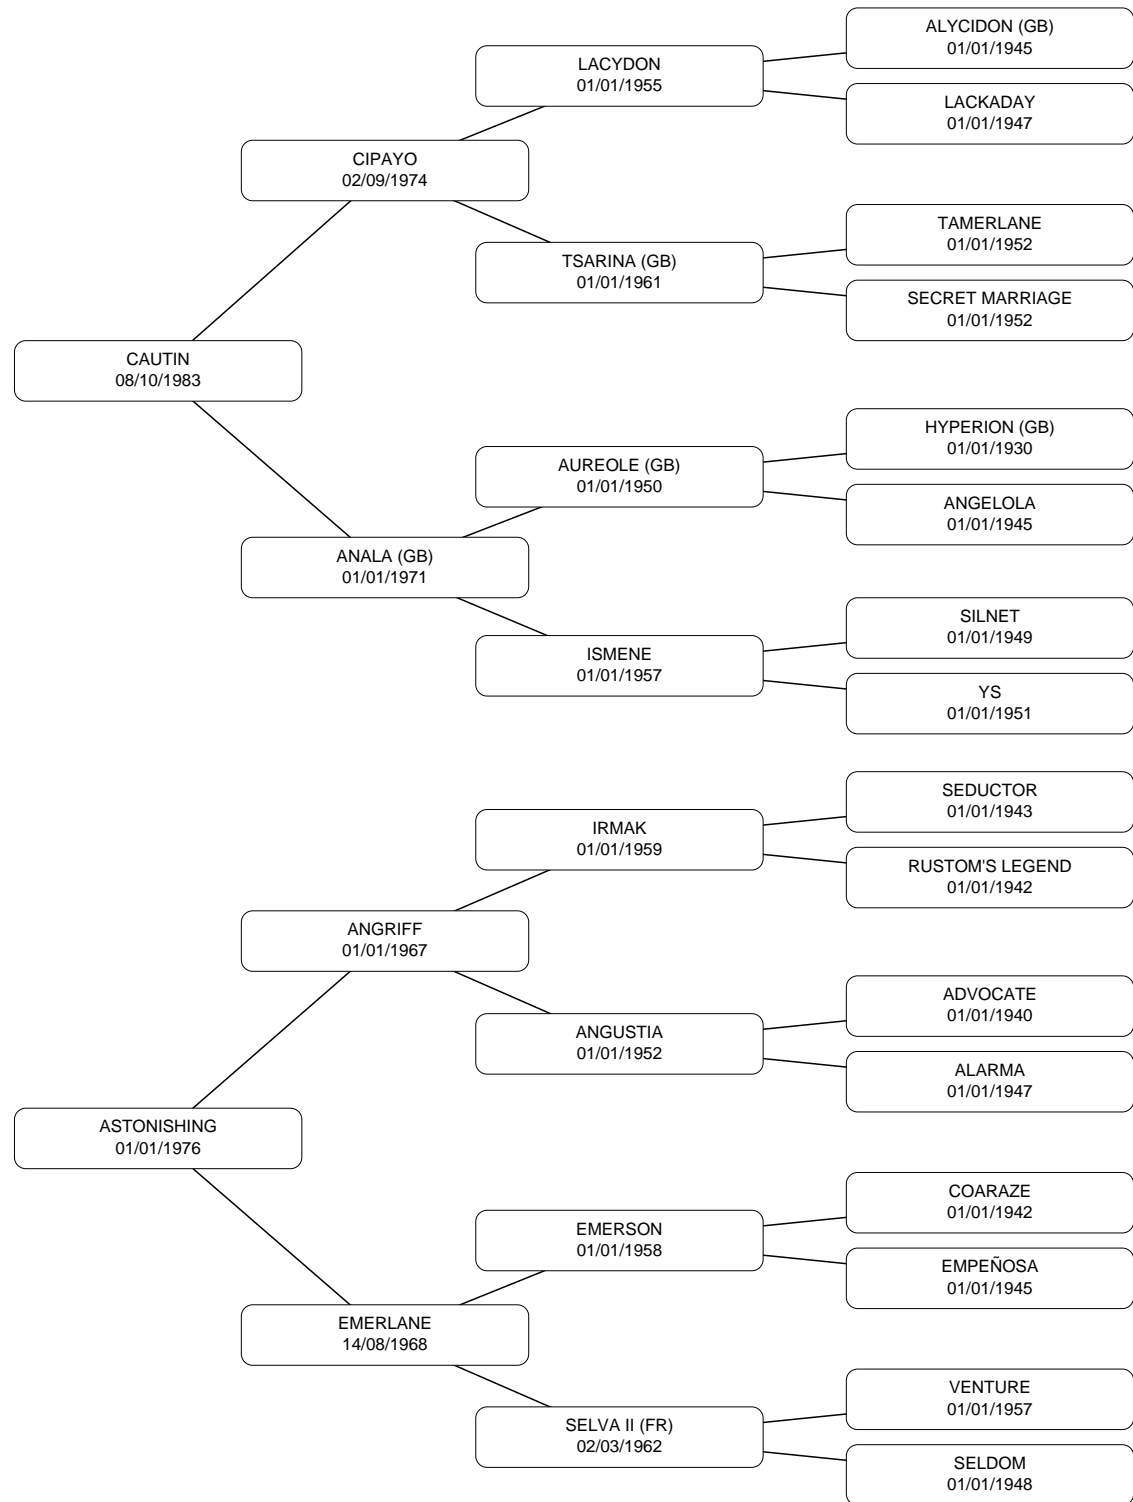 ALYCIDON (GB)
01/01/1945
LACYDON
01/01/1955
LACKADAY
01/01/1947
CIPAYO
02/09/1974
TAMERLANE
01/01/1952
TSARINA (GB)
01/01/1961
SECRET MARRIAGE
01/01/1952
CAUTIN
08/10/1983
HYPERION (GB)
01/01/1930
AUREOLE (GB)
01/01/1950
ANGELOLA
01/01/1945
ANALA (GB)
01/01/1971
SILNET
01/01/1949
ISMENE
01/01/1957
YS
01/01/1951
SEDUCTOR
01/01/1943
IRMAK
01/01/1959
RUSTOM'S LEGEND
01/01/1942
ANGRIFF
01/01/1967
ADVOCATE
01/01/1940
ANGUSTIA
01/01/1952
ALARMA
01/01/1947
ASTONISHING
01/01/1976
COARAZE
01/01/1942
EMERSON
01/01/1958
EMPEÑOSA
01/01/1945
EMERLANE
14/08/1968
VENTURE
01/01/1957
SELVA II (FR)
02/03/1962
SELDOM
01/01/1948